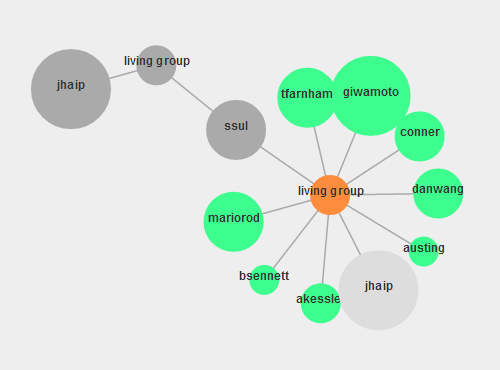 living group
jhaip
tfarnham
giwamoto
ssul
conner
living group
danwang
mariorod
austing
bsennett
jhaip
akessle